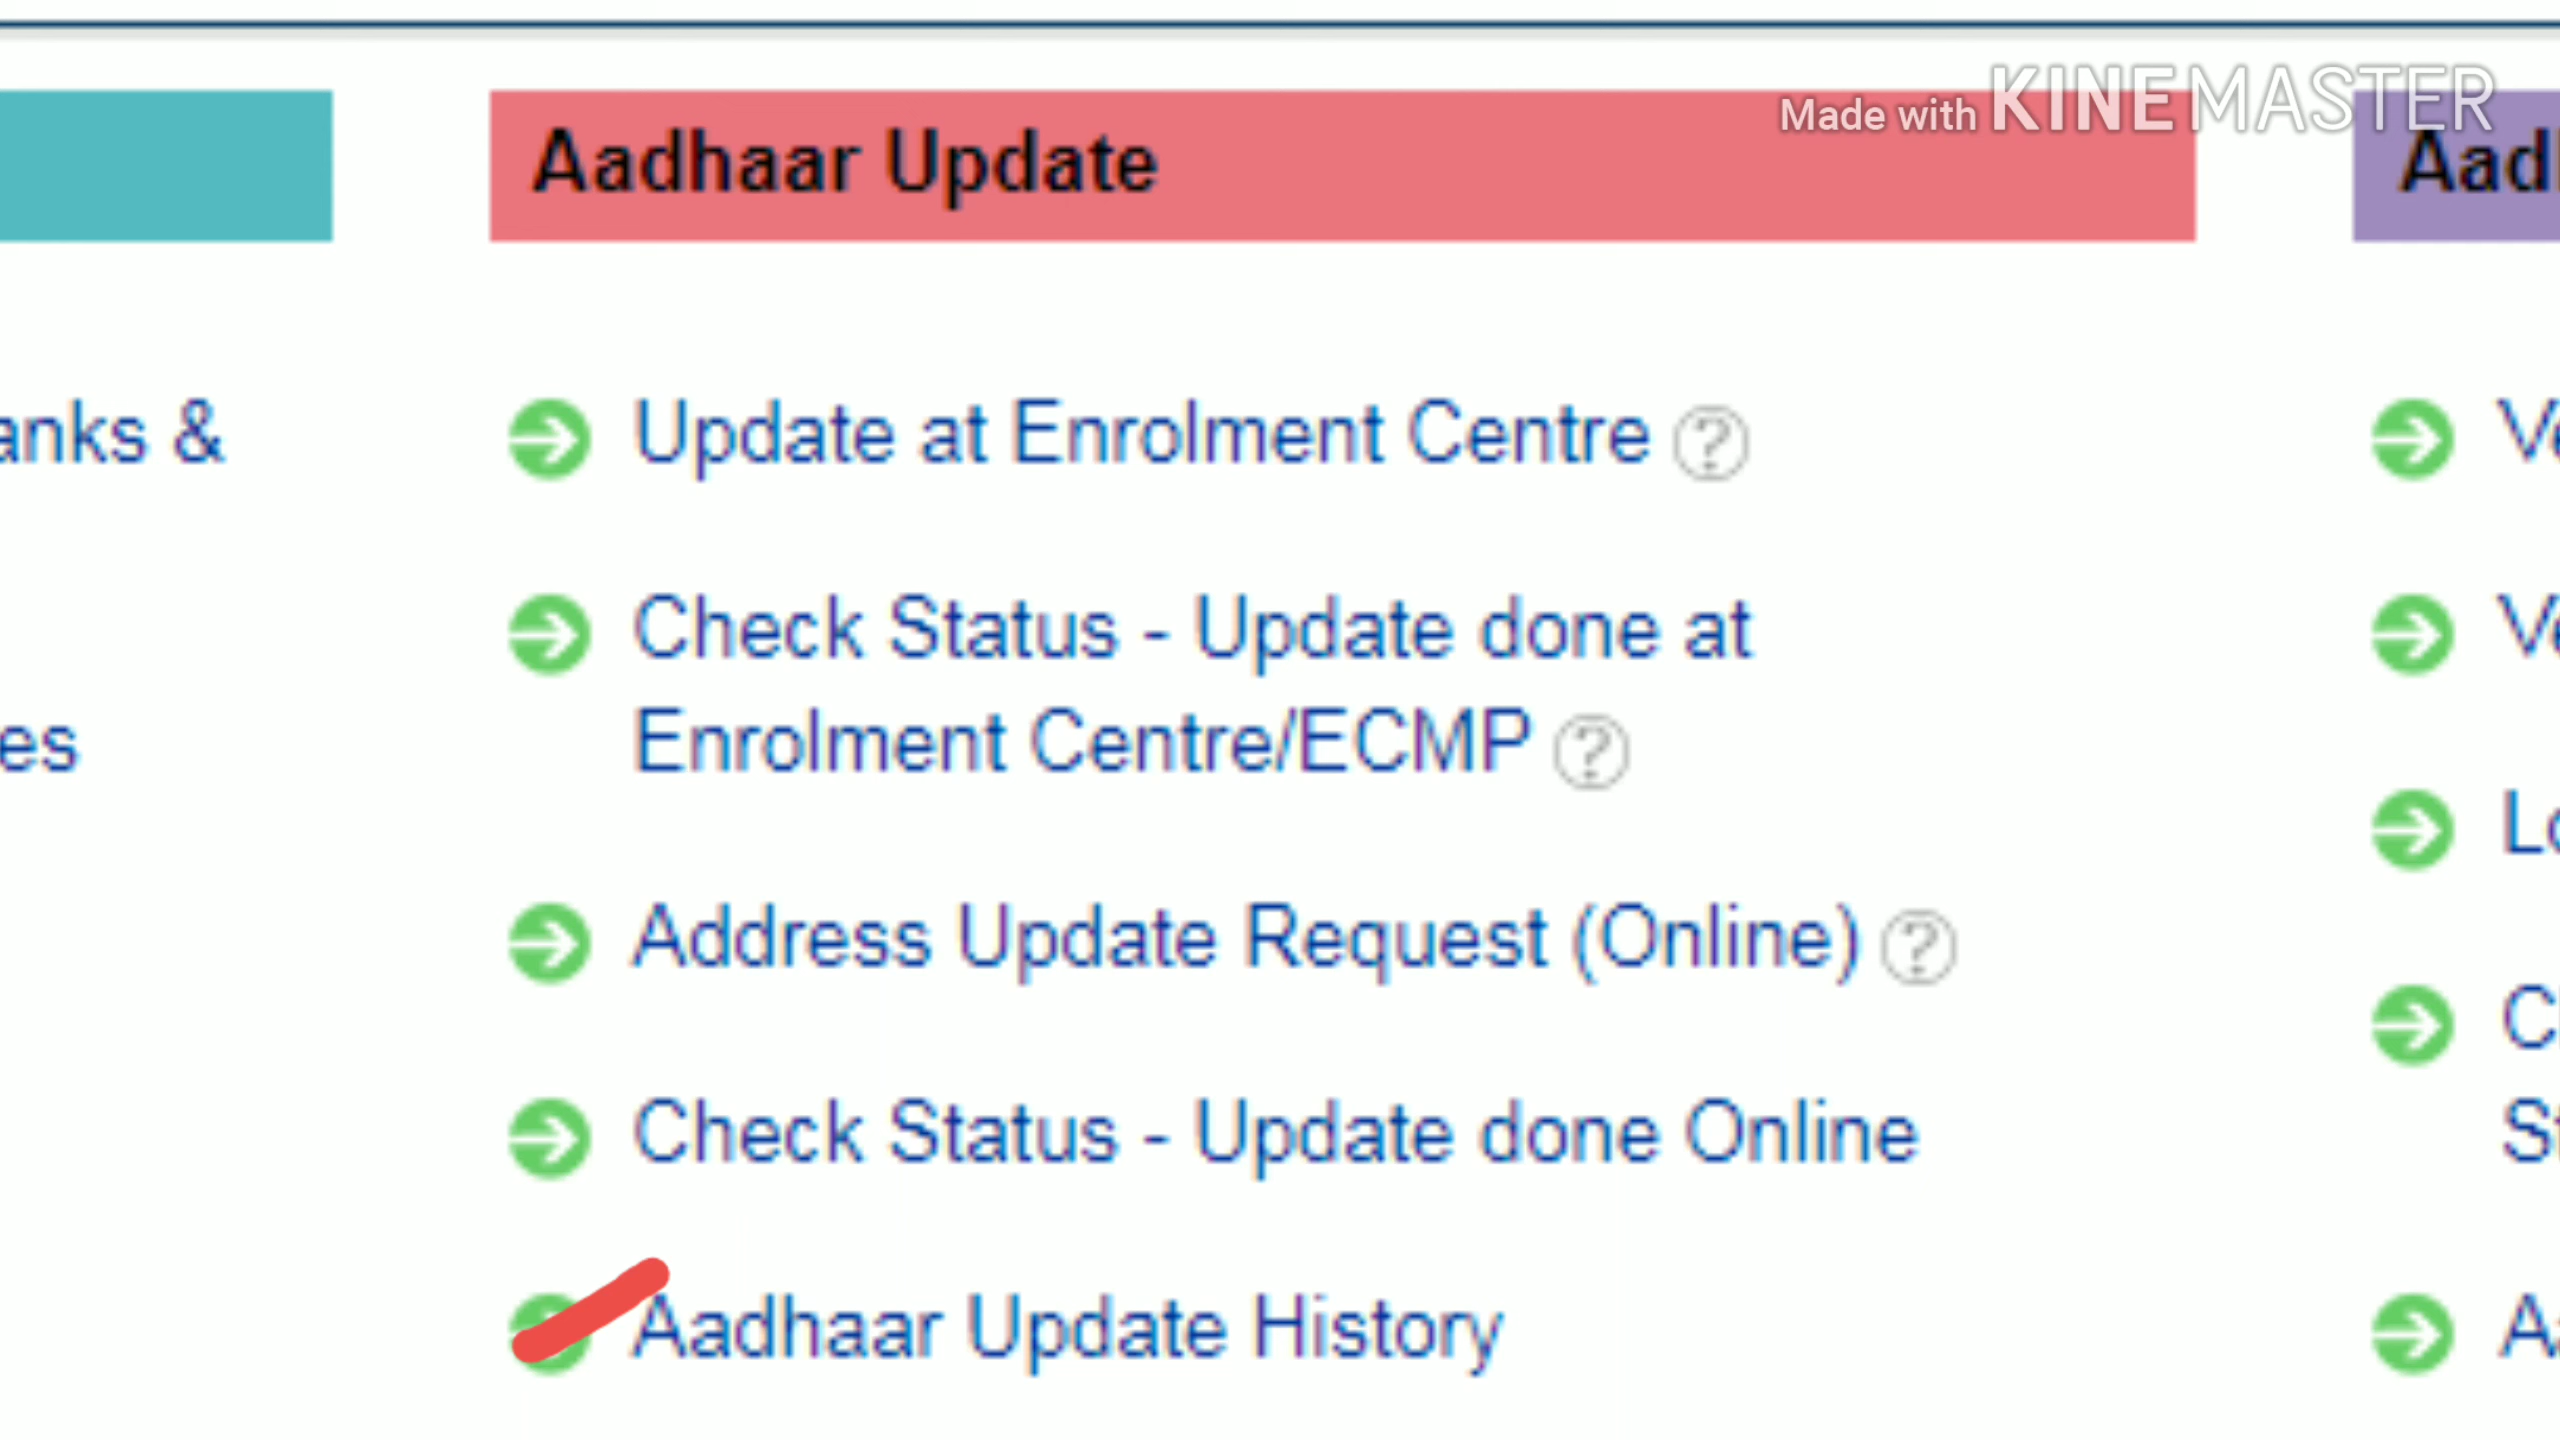 Made with KINEMASTER
Aadhaar Update
anks &
Update at Enrolment Centre ?
Check Status - Update done at
Enrolment Centre/ECMP ?
es
Address Update Request (Online) ?
Check Status - Update done Online
Aadhaar Update History